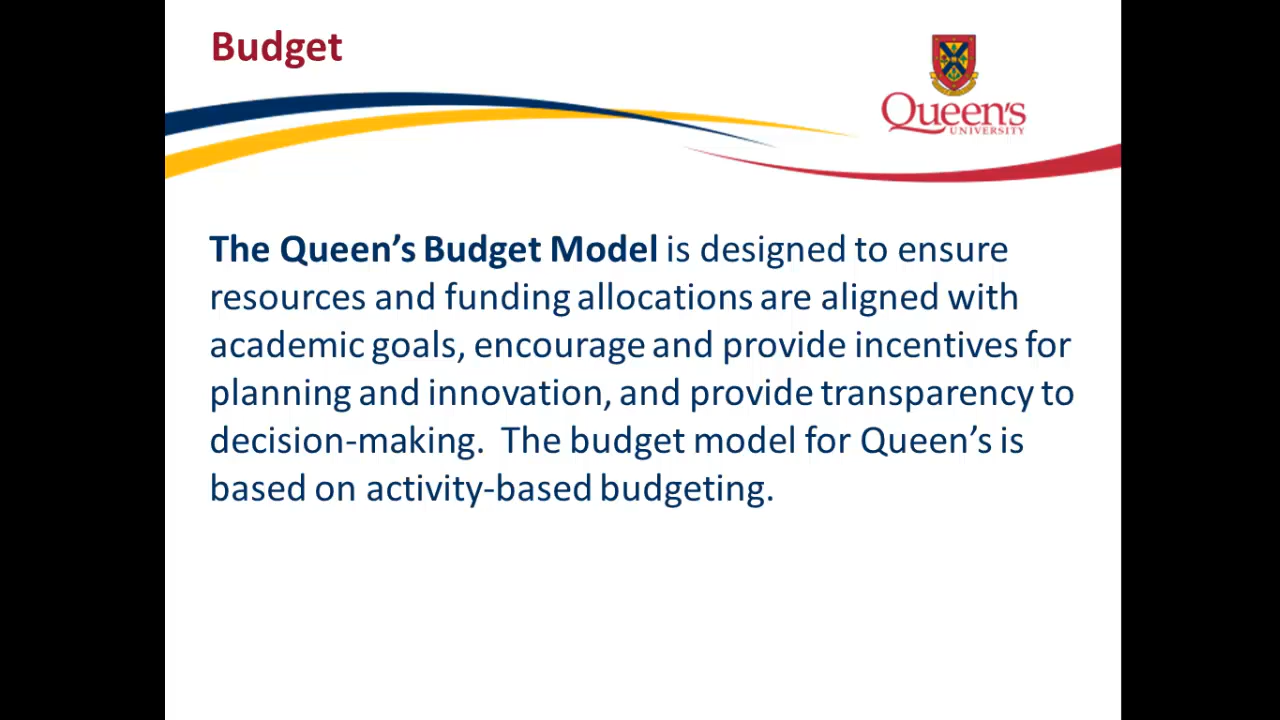 Budget
Queen's
UNIVERSITY
The Queen’s Budget Model is designed to ensure
resources and funding allocations are aligned with
academic goals, encourage and provide incentives for
planning and innovation, and provide transparency to
decision-making.  The budget model for Queen’s is
based on activity-based budgeting.